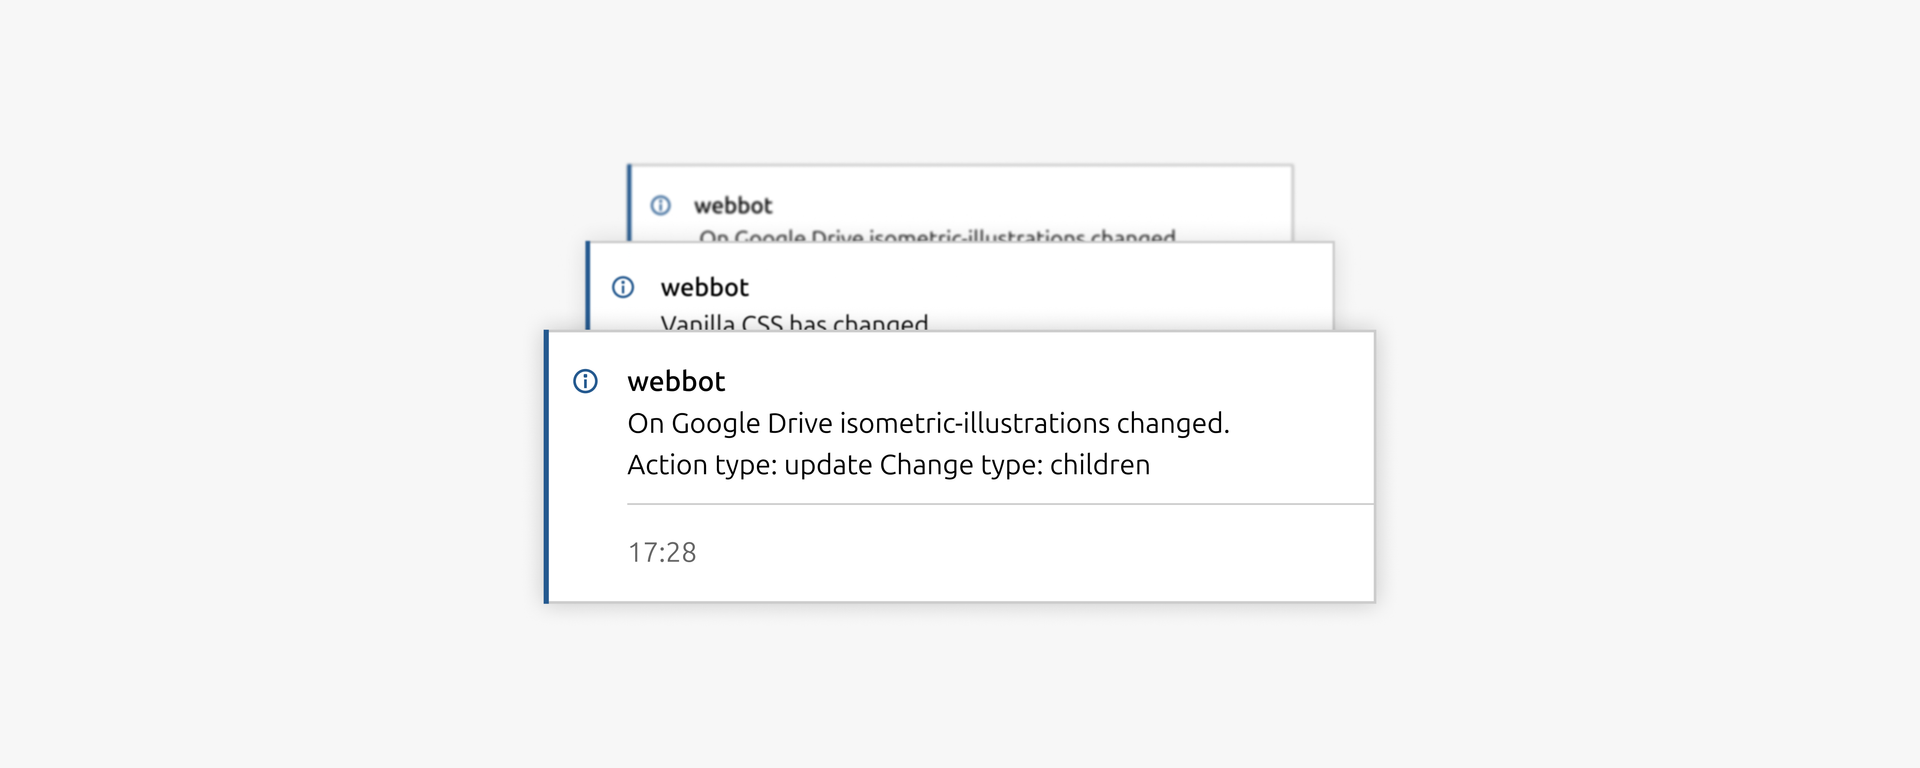 webbot
On Google Drive isometric-illustrations changed
webbot
Vanilla CSS has changed
webbot
On Google Drive isometric-illustrations changed.
Action type: update Change type: children
17:28